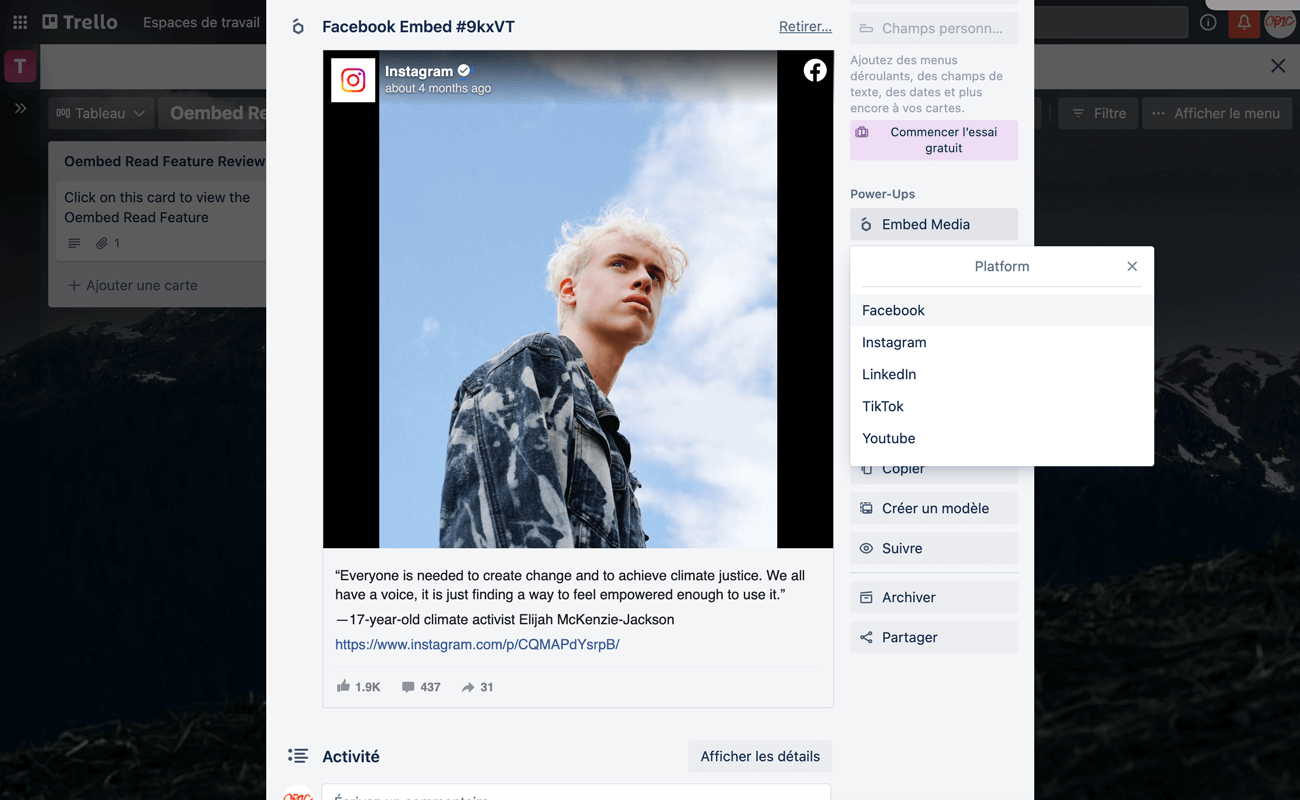 Trello
Espaces de travail
T
Tableau
Oembed Re
Filtre
Afficher le menu
Oembed Read Feature Review
Click on this card to view the
Oembed Read Feature
1
Ajouter une carte
Facebook Embed #9kxVT
Retirer...
Instagram
about 4 months ago
“Everyone is needed to create change and to achieve climate justice. We all
have a voice, it is just finding a way to feel empowered enough to use it.”
—17-year-old climate activist Elijah McKenzie-Jackson
https://www.instagram.com/p/CQMAPdYsrpB/
1.9K 437 31
Activité
Afficher les détails
Écrivez un commentaire
Champs personn...
Ajoutez des menus
déroulants, des champs de
texte, des dates et plus
encore à vos cartes.
Commencer l’essai
gratuit
Power-Ups
Embed Media
Platform
Facebook
Instagram
LinkedIn
TikTok
Youtube
Copier
Créer un modèle
Suivre
Archiver
Partager